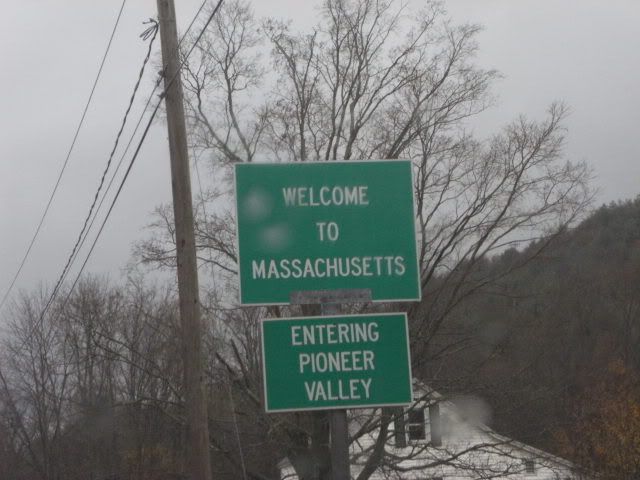 WELCOME
TO
MASSACHUSETTS
ENTERING
PIONEER
VALLEY